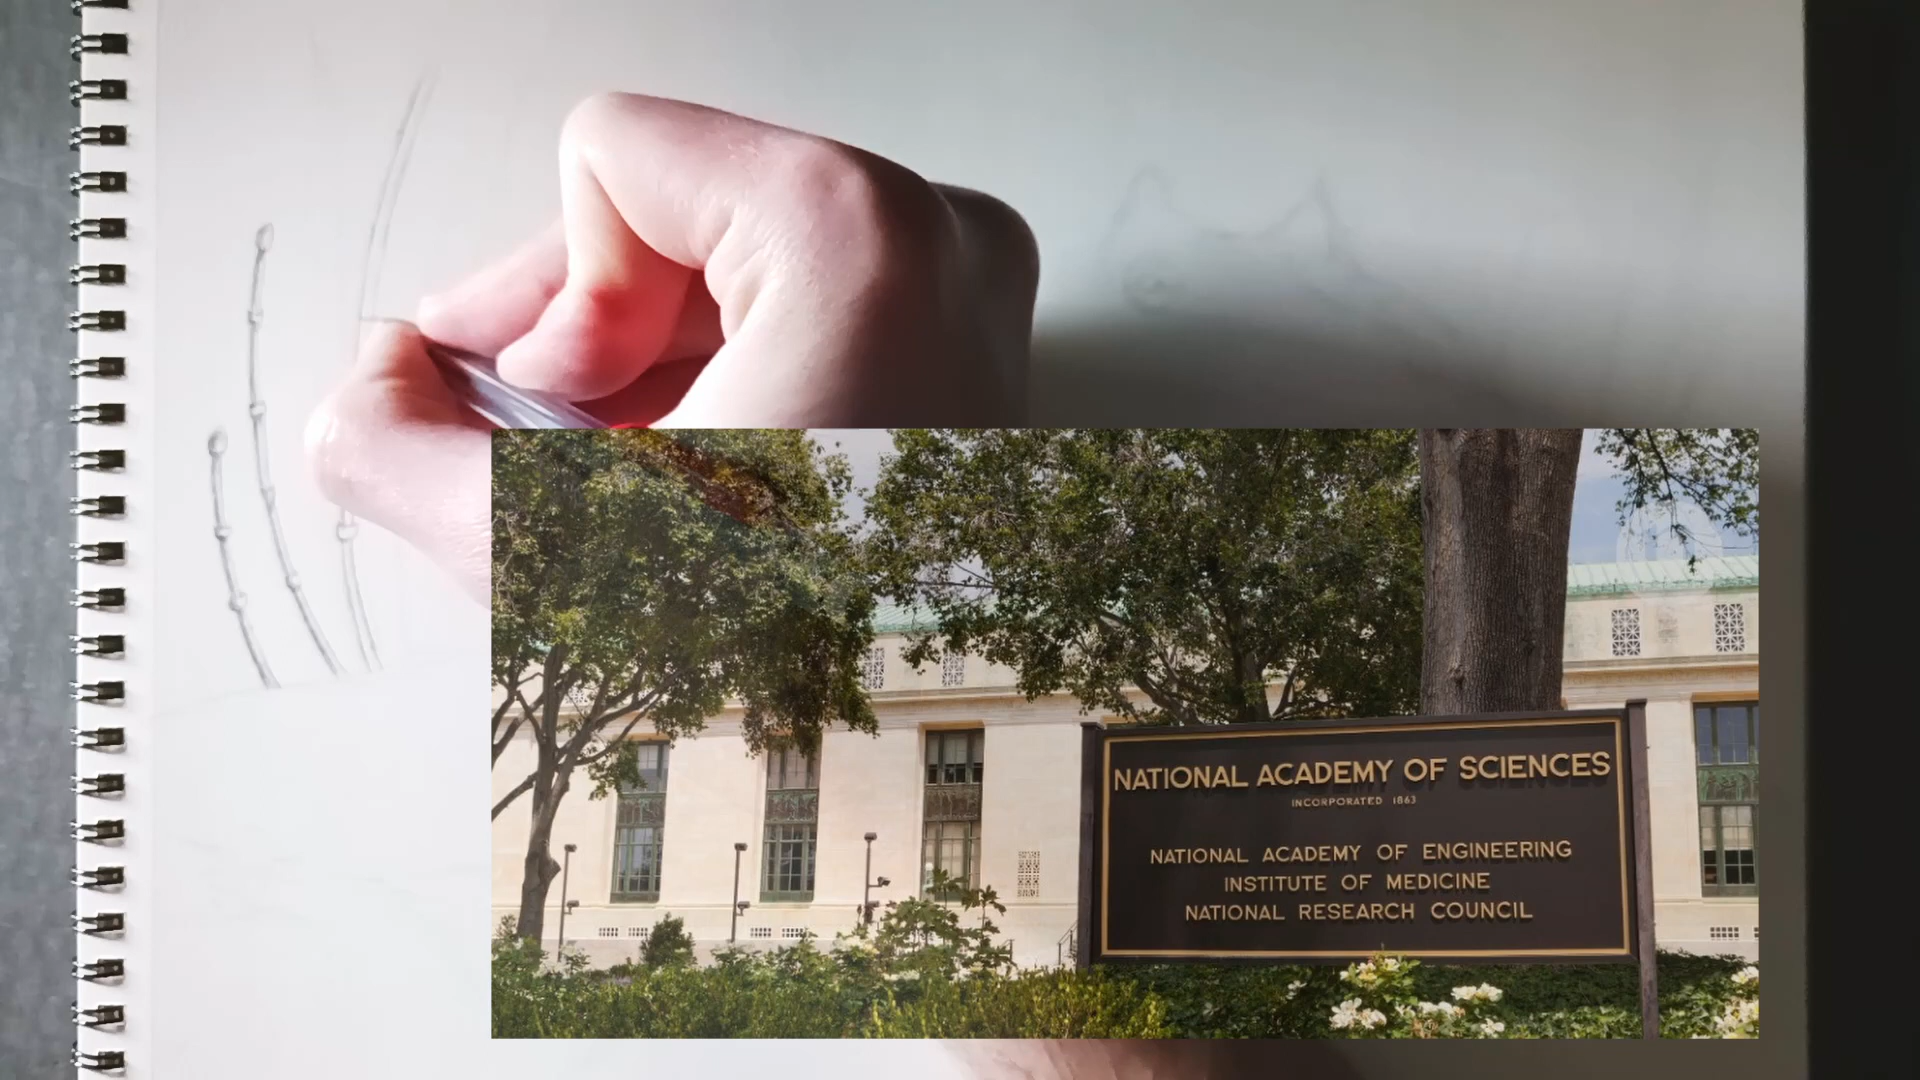 NATIONAL ACADEMY OF SCIENCES
INCORPORATED 1863
NATIONAL ACADEMY OF ENGINEERING
INSTITUTE OF MEDICINE
NATIONAL RESEARCH COUNCIL